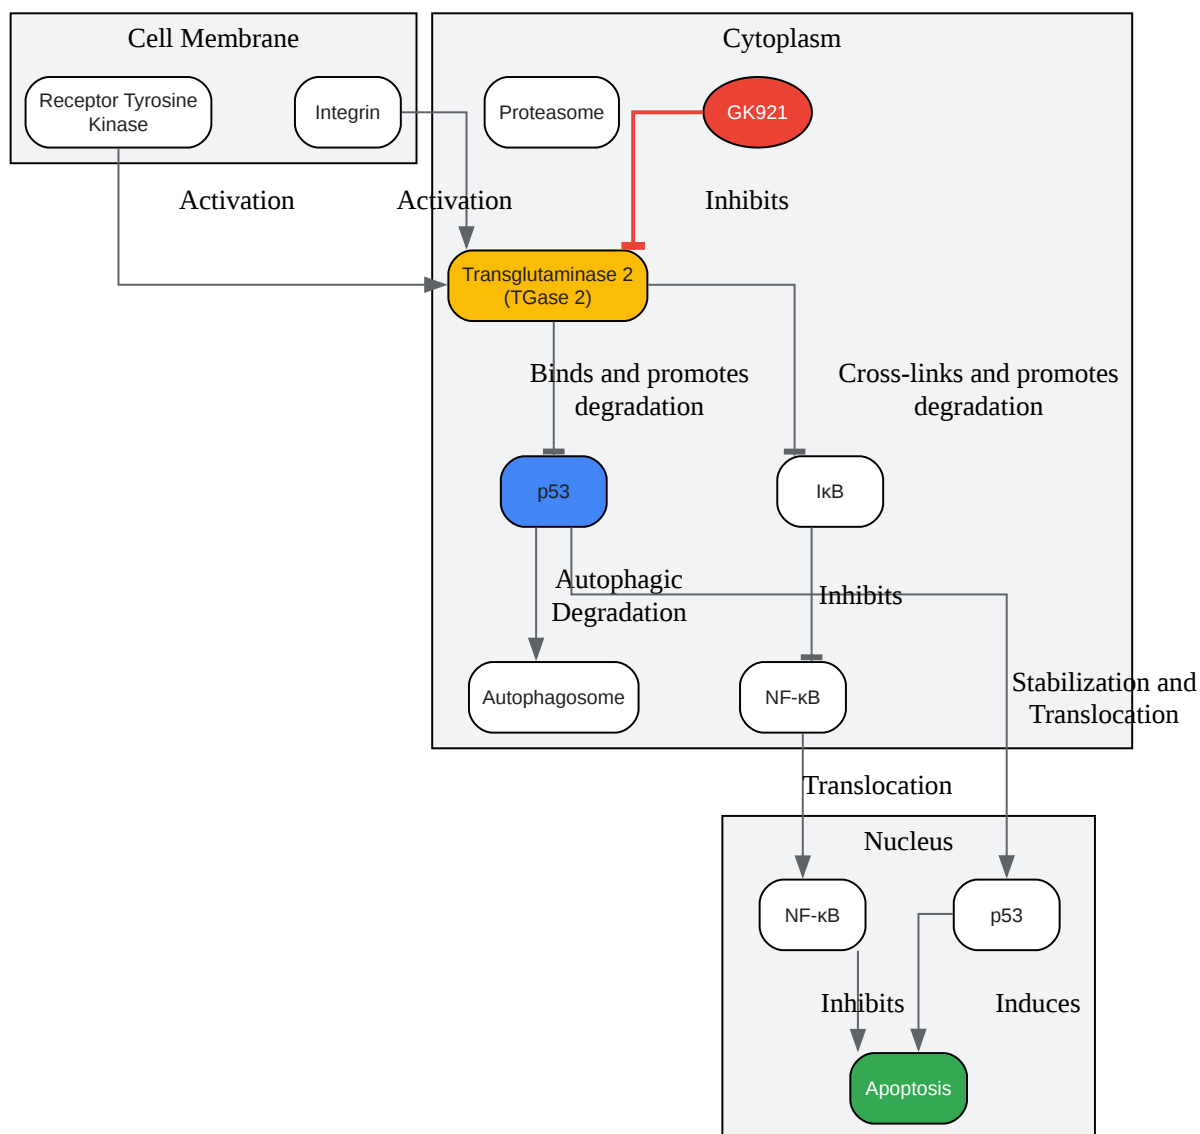 Cell Membrane
Cytoplasm
Receptor Tyrosine
Kinase
Integrin
Proteasome
GK921
Activation
Activation
Inhibits
Transglutaminase 2
(TGase 2)
Binds and promotes
degradation
Cross-links and promotes
degradation
p53
IκB
Autophagic
Degradation
Inhibits
Autophagosome
NF-κB
Stabilization and
Translocation
Translocation
Nucleus
NF-κB
p53
Inhibits
Induces
Apoptosis